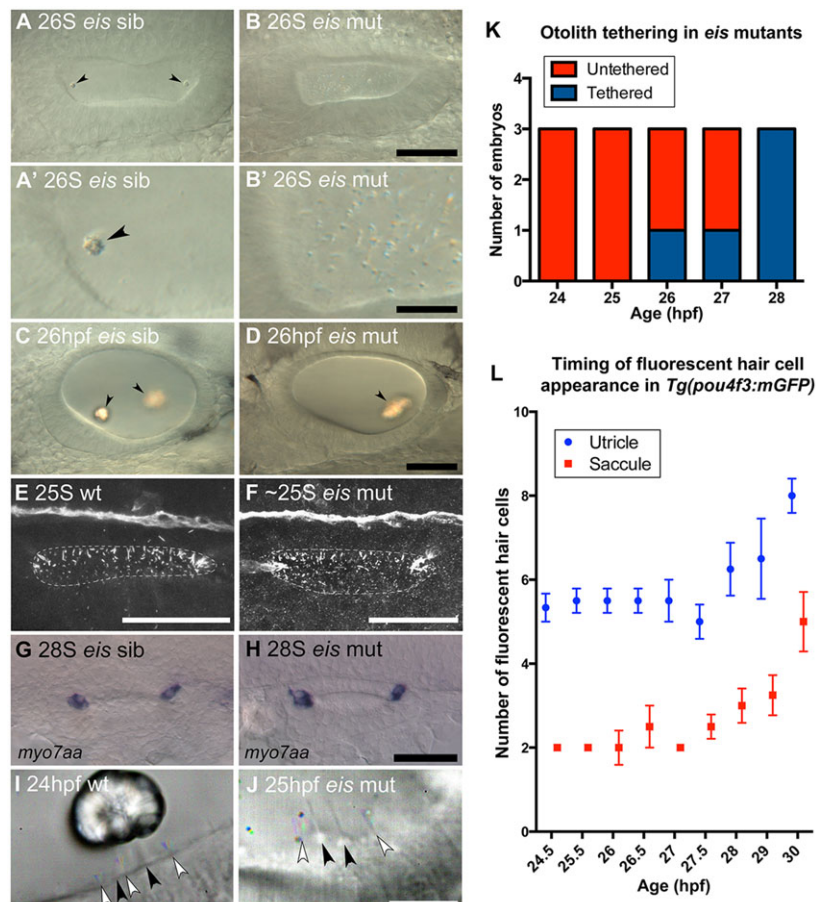 A 26S eis sib
B 26S eis mut
A' 26S eis sib
B' 26S eis mut
C 26hpf eis sib
D 26hpf eis mut
E 25S wt
F ~25S eis mut
G 28S eis sib
myo7aa
H 28S eis mut
myo7aa
I 24hpf wt
J 25hpf eis mut
K
Otolith tethering in eis mutants
Untethered
Tethered
Number of embryos
4
3
2
1
0
24 25 26 27 28
Age (hpf)
L
Timing of fluorescent hair cell
appearance in Tg(pou4f3:mGFP)
Utricle
Saccule
Number of fluorescent hair cells
10
8
6
4
2
0
24.5 25.5 26 26.5 27 27.5 28 29 30
Age (hpf)